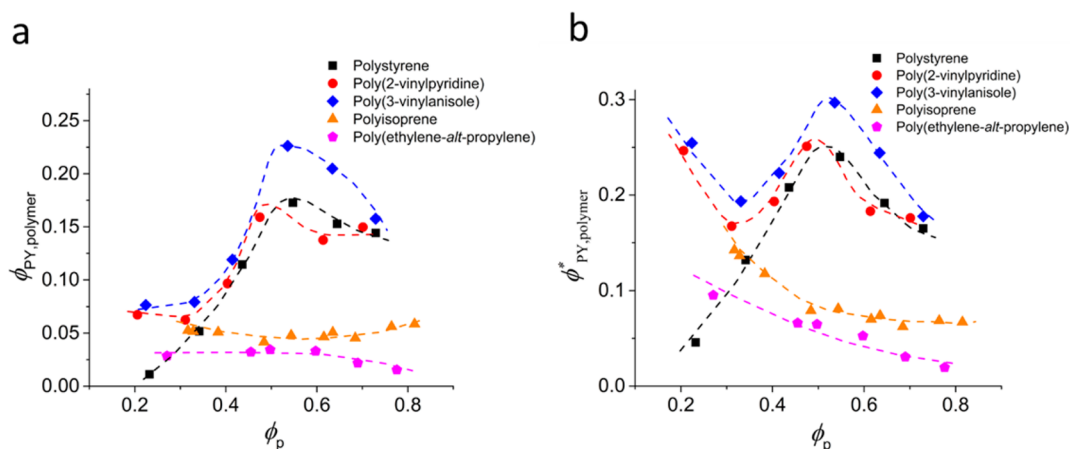 a
Polystyrene
Poly(2-vinylpyridine)
Poly(3-vinylanisole)
Polyisoprene
Poly(ethylene-alt-propylene)
0.25
0.20
0.15
0.10
0.05
0.00
0.2 0.4 0.6 0.8
ϕPY,polymer
ϕp
b
Polystyrene
Poly(2-vinylpyridine)
Poly(3-vinylanisole)
Polyisoprene
Poly(ethylene-alt-propylene)
0.3
0.2
0.1
0.0
0.2 0.4 0.6 0.8
ϕ*PY,polymer
ϕp